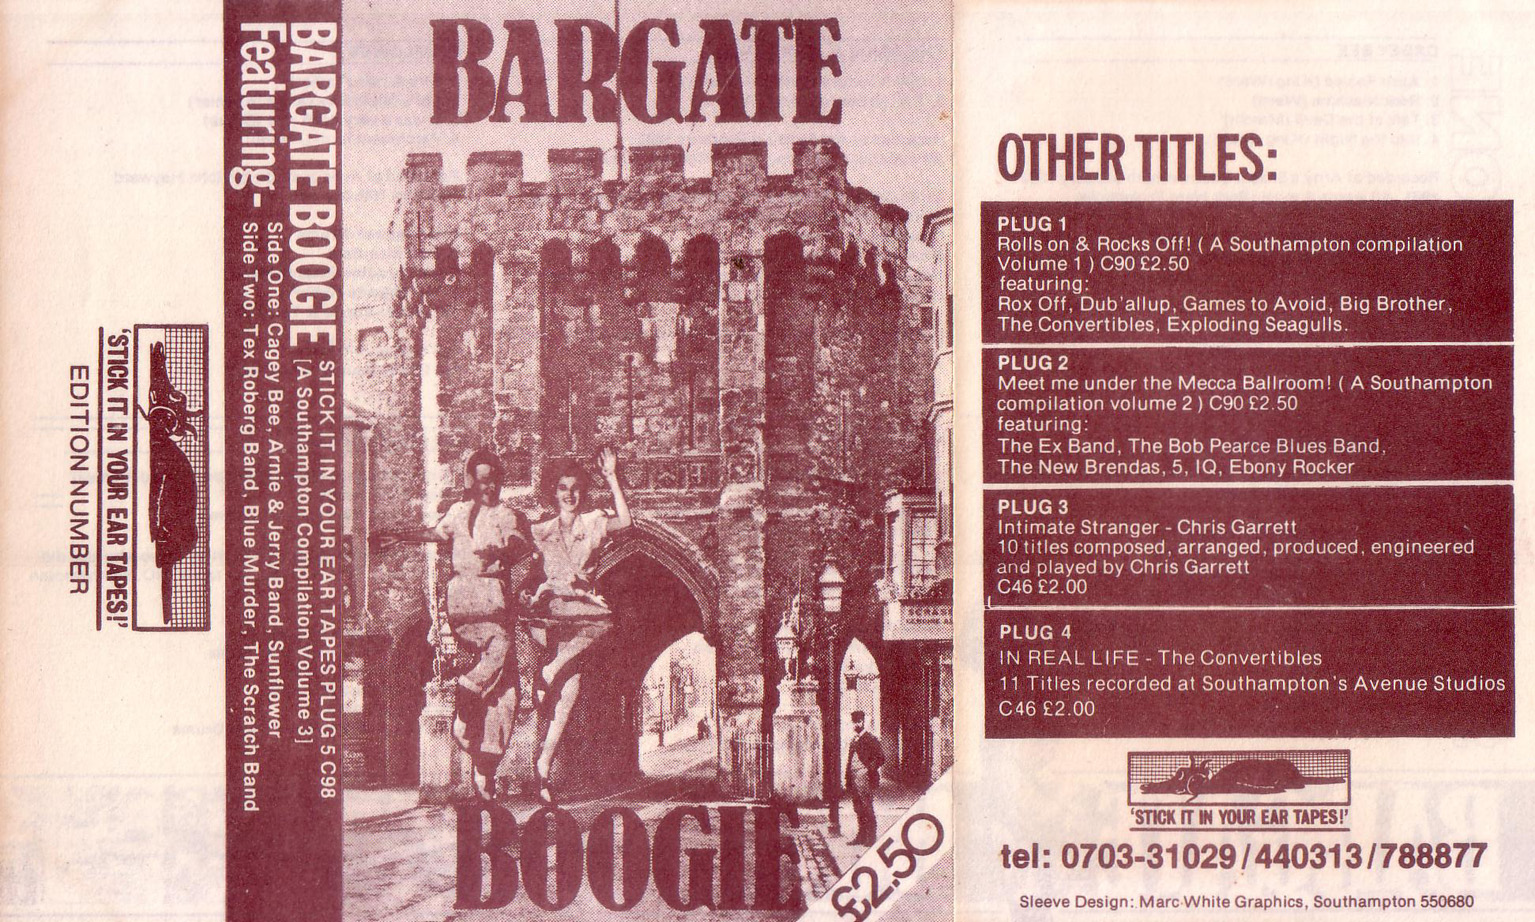 'STICK IT IN YOUR EAR TAPES!'
EDITION NUMBER
BARGATE BOOGIE STICK IT IN YOUR EAR TAPES PLUG 5 C98
[A Southampton Compilation Volume 3]
Featuring-
Side One: Cagey Bee, Arnie & Jerry Band, Sunflower
Side Two: Tex Roberg Band, Blue Murder, The Scratch Band
BARGATE
BOOGIE
£2.50
OTHER TITLES:
PLUG 1
Rolls on & Rocks Off! ( A Southampton compilation
Volume 1 ) C90 £2.50
featuring:
Rox Off, Dub'allup, Games to Avoid, Big Brother,
The Convertibles, Exploding Seagulls.
PLUG 2
Meet me under the Mecca Ballroom! ( A Southampton
compilation volume 2 ) C90 £2.50
featuring:
The Ex Band, The Bob Pearce Blues Band,
The New Brendas, 5, IQ, Ebony Rocker
PLUG 3
Intimate Stranger - Chris Garrett
10 titles composed, arranged, produced, engineered
and played by Chris Garrett
C46 £2.00
PLUG 4
IN REAL LIFE - The Convertibles
11 Titles recorded at Southampton's Avenue Studios
C46 £2.00
'STICK IT IN YOUR EAR TAPES!'
tel: 0703-31029/440313/788877
Sleeve Design: Marc-White Graphics, Southampton 550680